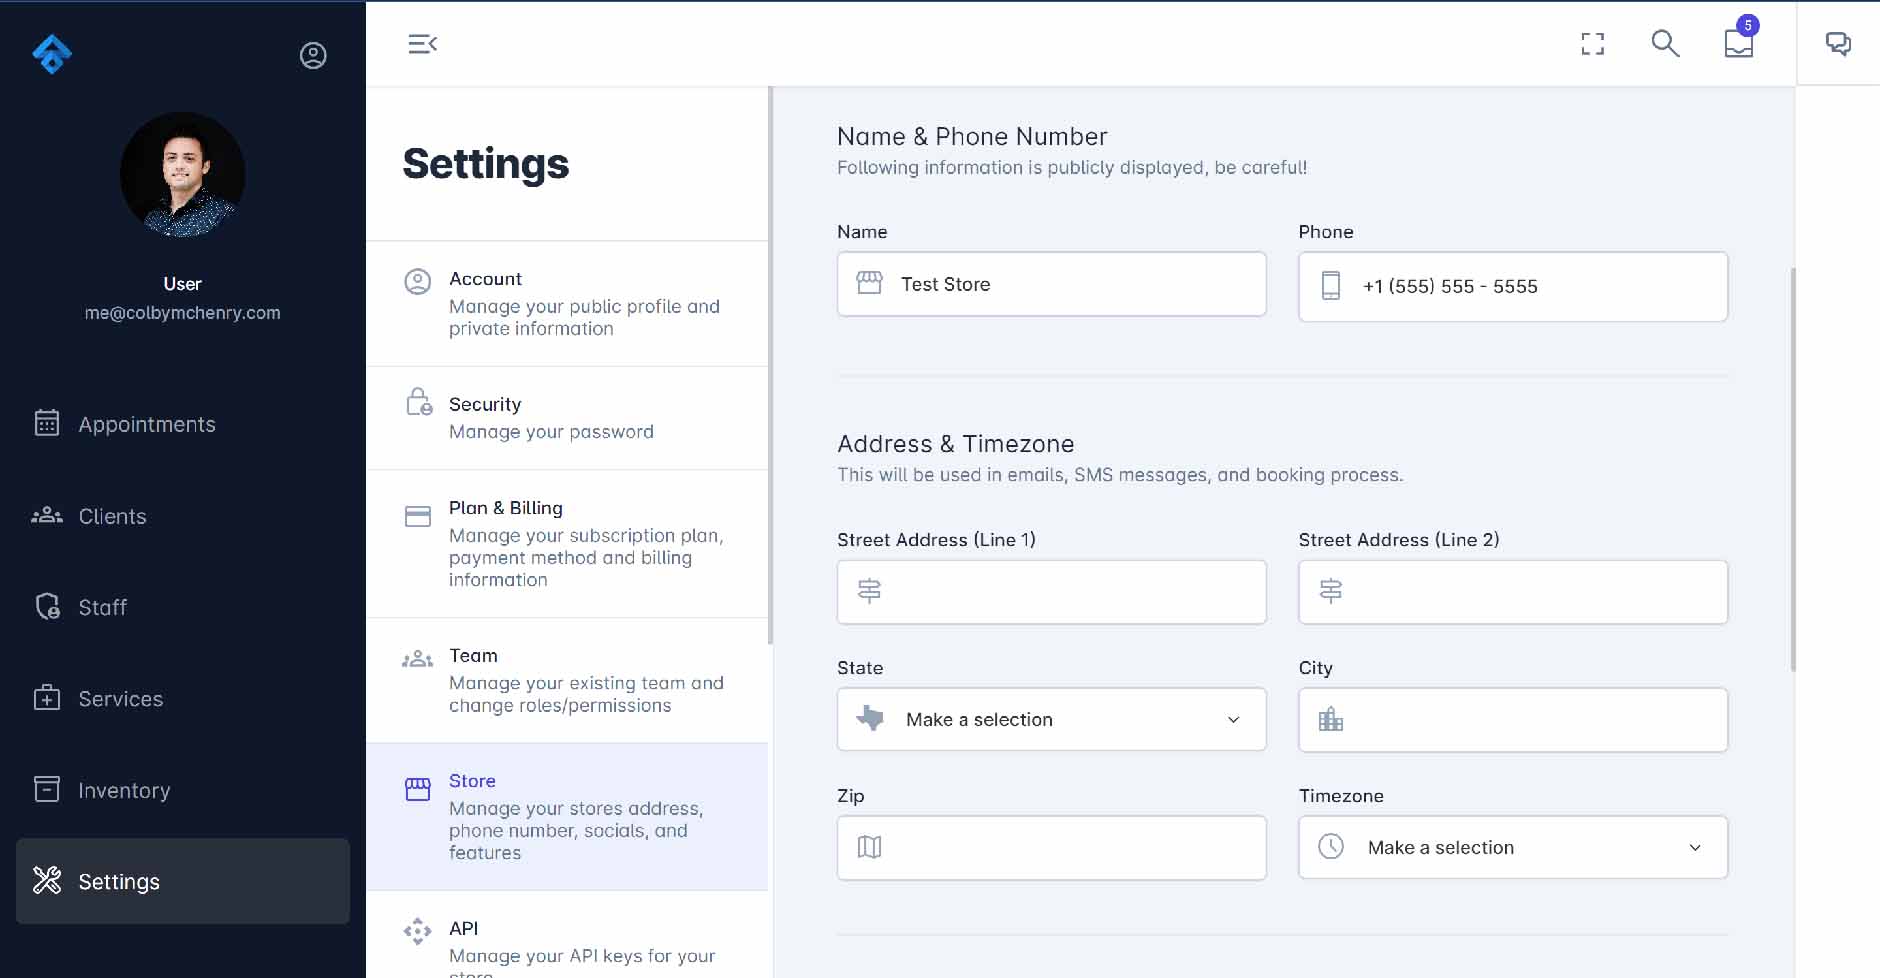 5
User
me@colbymchenry.com
Appointments
Clients
Staff
Services
Inventory
Settings
Settings
Account
Manage your public profile and
private information
Security
Manage your password
Plan & Billing
Manage your subscription plan,
payment method and billing
information
Team
Manage your existing team and
change roles/permissions
Store
Manage your stores address,
phone number, socials, and
features
API
Manage your API keys for your
store
Name & Phone Number
Following information is publicly displayed, be careful!
Name
Phone
Test Store
+1 (555) 555 - 5555
Address & Timezone
This will be used in emails, SMS messages, and booking process.
Street Address (Line 1)
Street Address (Line 2)
State
City
Make a selection
Zip
Timezone
Make a selection